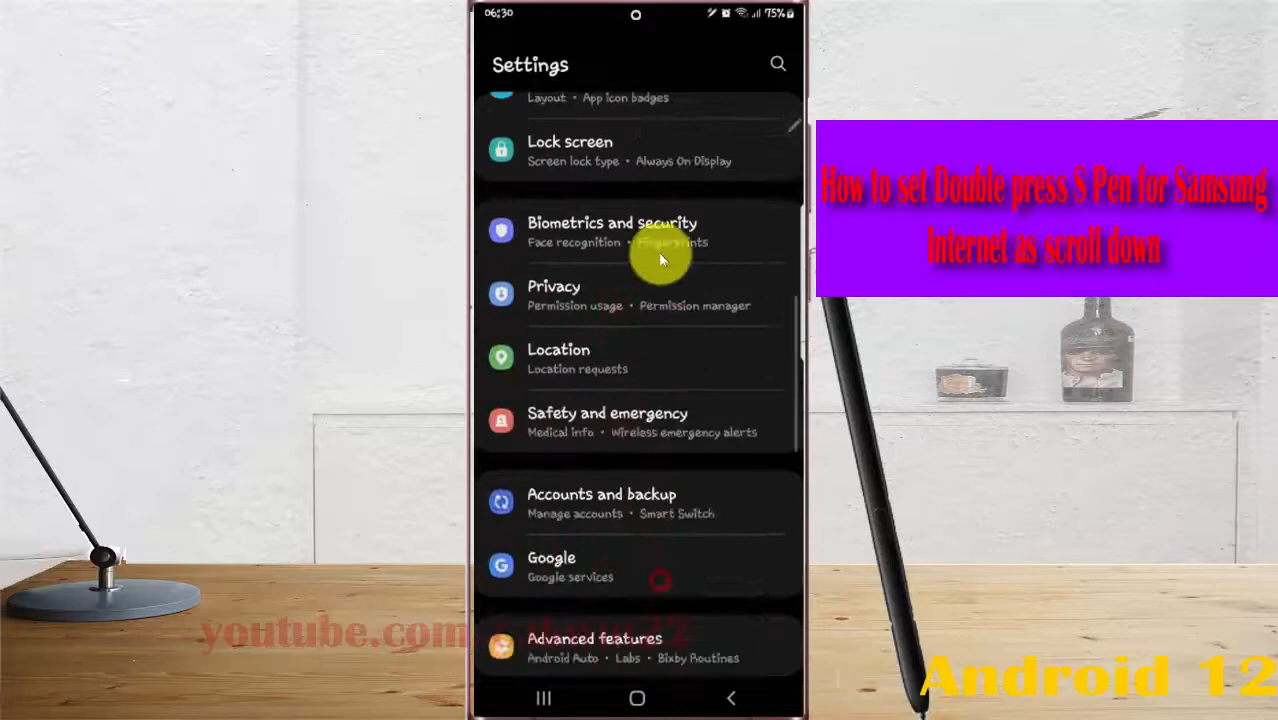 06:30
75%
Settings
Layout • App icon badges
Lock screen
Screen lock type • Always On Display
Biometrics and security
Face recognition • Fingerprints
Privacy
Permission usage • Permission manager
Location
Location requests
Safety and emergency
Medical info • Wireless emergency alerts
Accounts and backup
Manage accounts • Smart Switch
Google
Google services
Advanced features
Android Auto • Labs • Bixby Routines
How to set Double press S Pen for Samsung
Internet as scroll down
youtube.com
Android 12